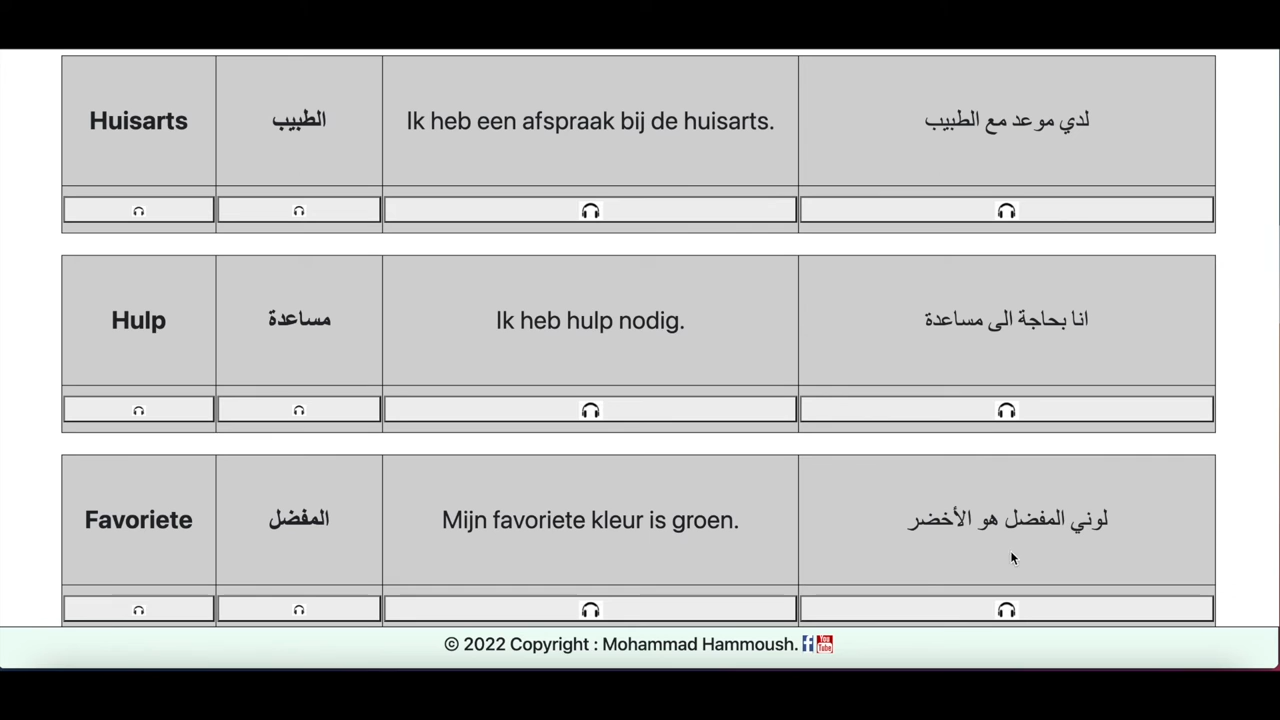 Huisarts
الطبيب
Ik heb een afspraak bij de huisarts.
لدي موعد مع الطبيب
Hulp
مساعدة
Ik heb hulp nodig.
انا بحاجة الى مساعدة
Favoriete
المفضل
Mijn favoriete kleur is groen.
لوني المفضل هو الأخضر
© 2022 Copyright : Mohammad Hammoush. f You Tube